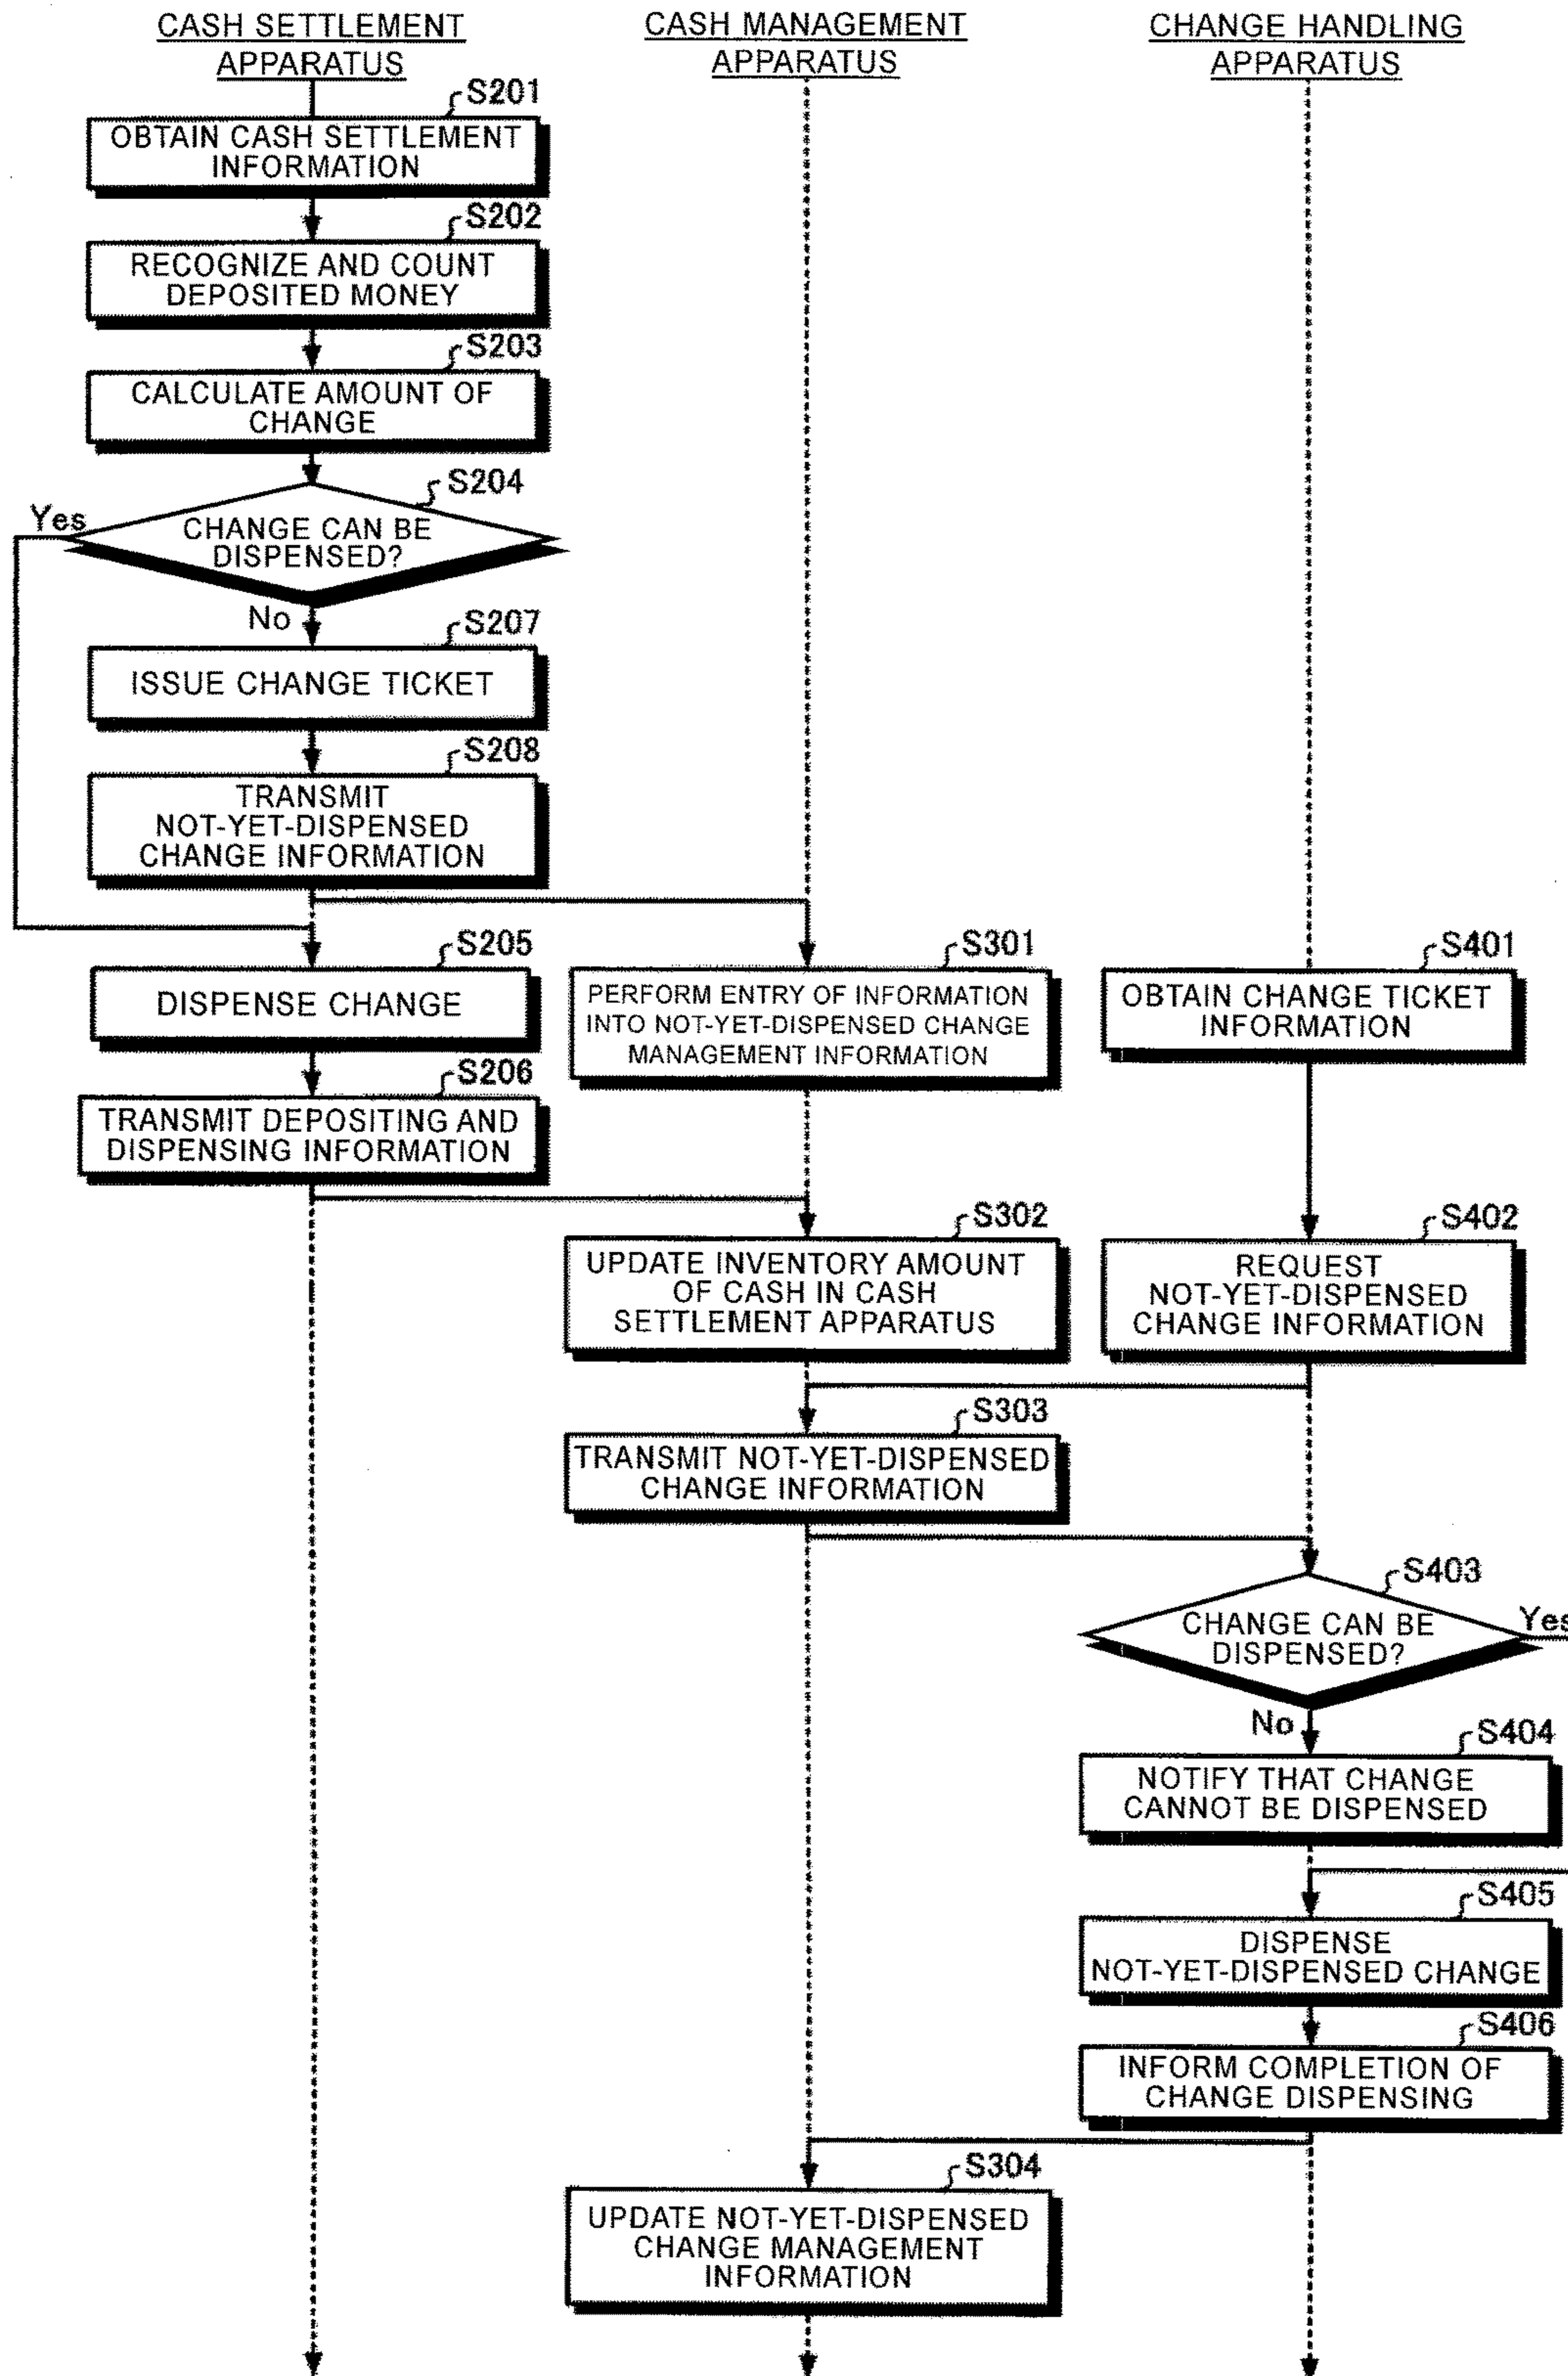 CASH SETTLEMENT
APPARATUS
CASH MANAGEMENT
APPARATUS
CHANGE HANDLING
APPARATUS
S201
OBTAIN CASH SETTLEMENT
INFORMATION
S202
RECOGNIZE AND COUNT
DEPOSITED MONEY
S203
CALCULATE AMOUNT OF
CHANGE
S204
Yes
CHANGE CAN BE
DISPENSED?
No
S207
ISSUE CHANGE TICKET
S208
TRANSMIT
NOT-YET-DISPENSED
CHANGE INFORMATION
S205
DISPENSE CHANGE
S301
PERFORM ENTRY OF INFORMATION
INTO NOT-YET-DISPENSED CHANGE
MANAGEMENT INFORMATION
S401
OBTAIN CHANGE TICKET
INFORMATION
S206
TRANSMIT DEPOSITING AND
DISPENSING INFORMATION
S302
UPDATE INVENTORY AMOUNT
OF CASH IN CASH
SETTLEMENT APPARATUS
S402
REQUEST
NOT-YET-DISPENSED
CHANGE INFORMATION
S303
TRANSMIT NOT-YET-DISPENSED
CHANGE INFORMATION
S403
CHANGE CAN BE
DISPENSED?
Yes
No
S404
NOTIFY THAT CHANGE
CANNOT BE DISPENSED
S405
DISPENSE
NOT-YET-DISPENSED CHANGE
S406
INFORM COMPLETION OF
CHANGE DISPENSING
S304
UPDATE NOT-YET-DISPENSED
CHANGE MANAGEMENT
INFORMATION